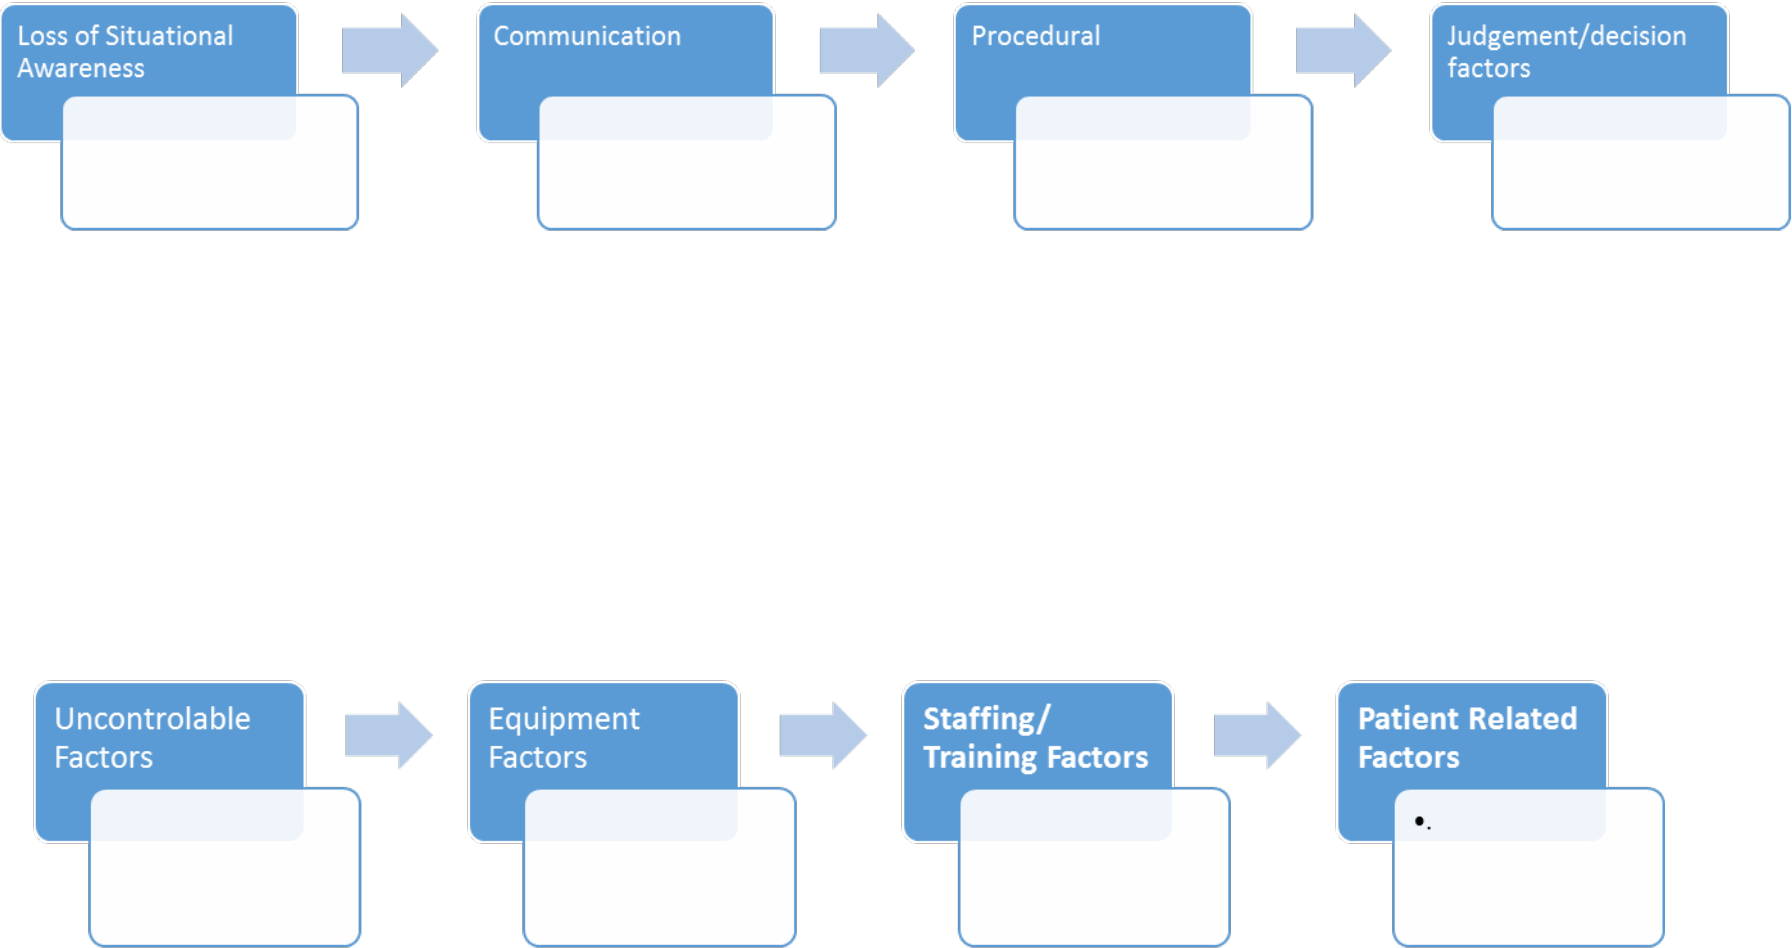 Loss of Situational
Awareness
Communication
Procedural
Judgement/decision
factors
Uncontrolable
Factors
Equipment
Factors
Staffing/
Training Factors
Patient Related
Factors
•.